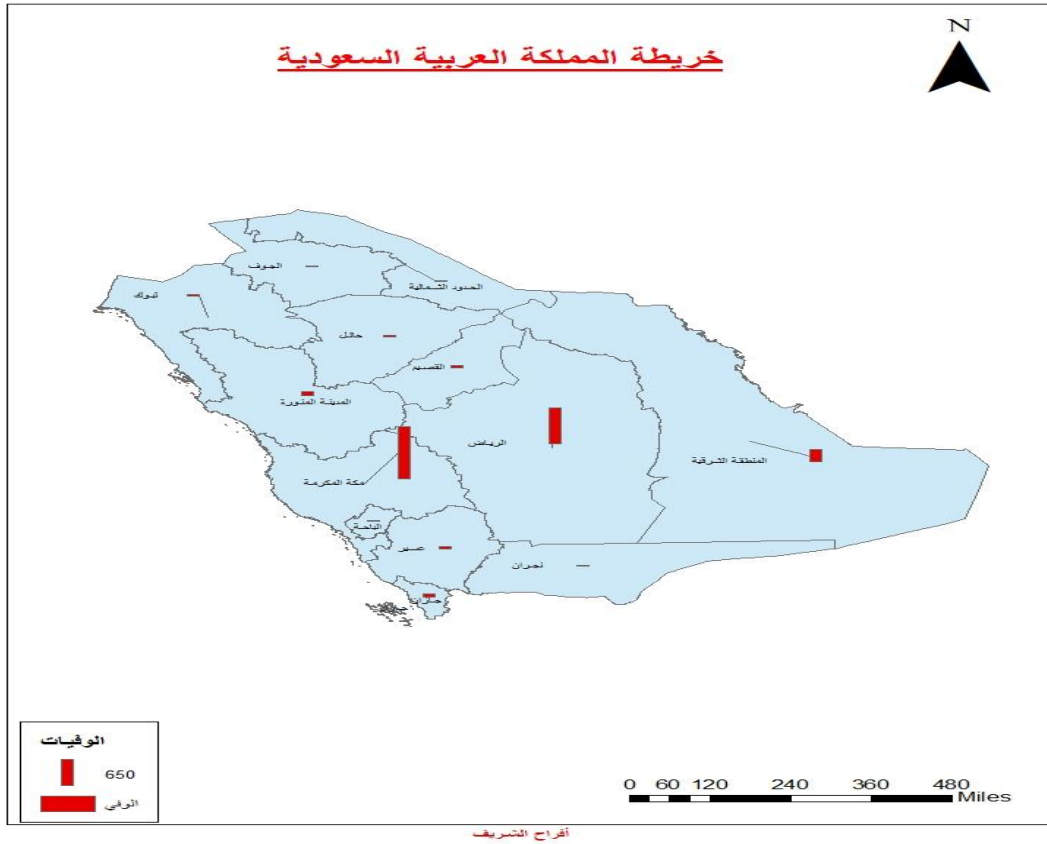 N
خريطة المملكة العربية السعودية
الجوف
الحدود الشمالية
تبوك
حائل
القصيم
المدينة المنورة
الرياض
المنطقة الشرقية
مكة المكرمة
الباحة
عسير
نجران
جازان
الوفيات
650
الوفي
0 60 120 240 360 480
Miles
أفراح الشريف